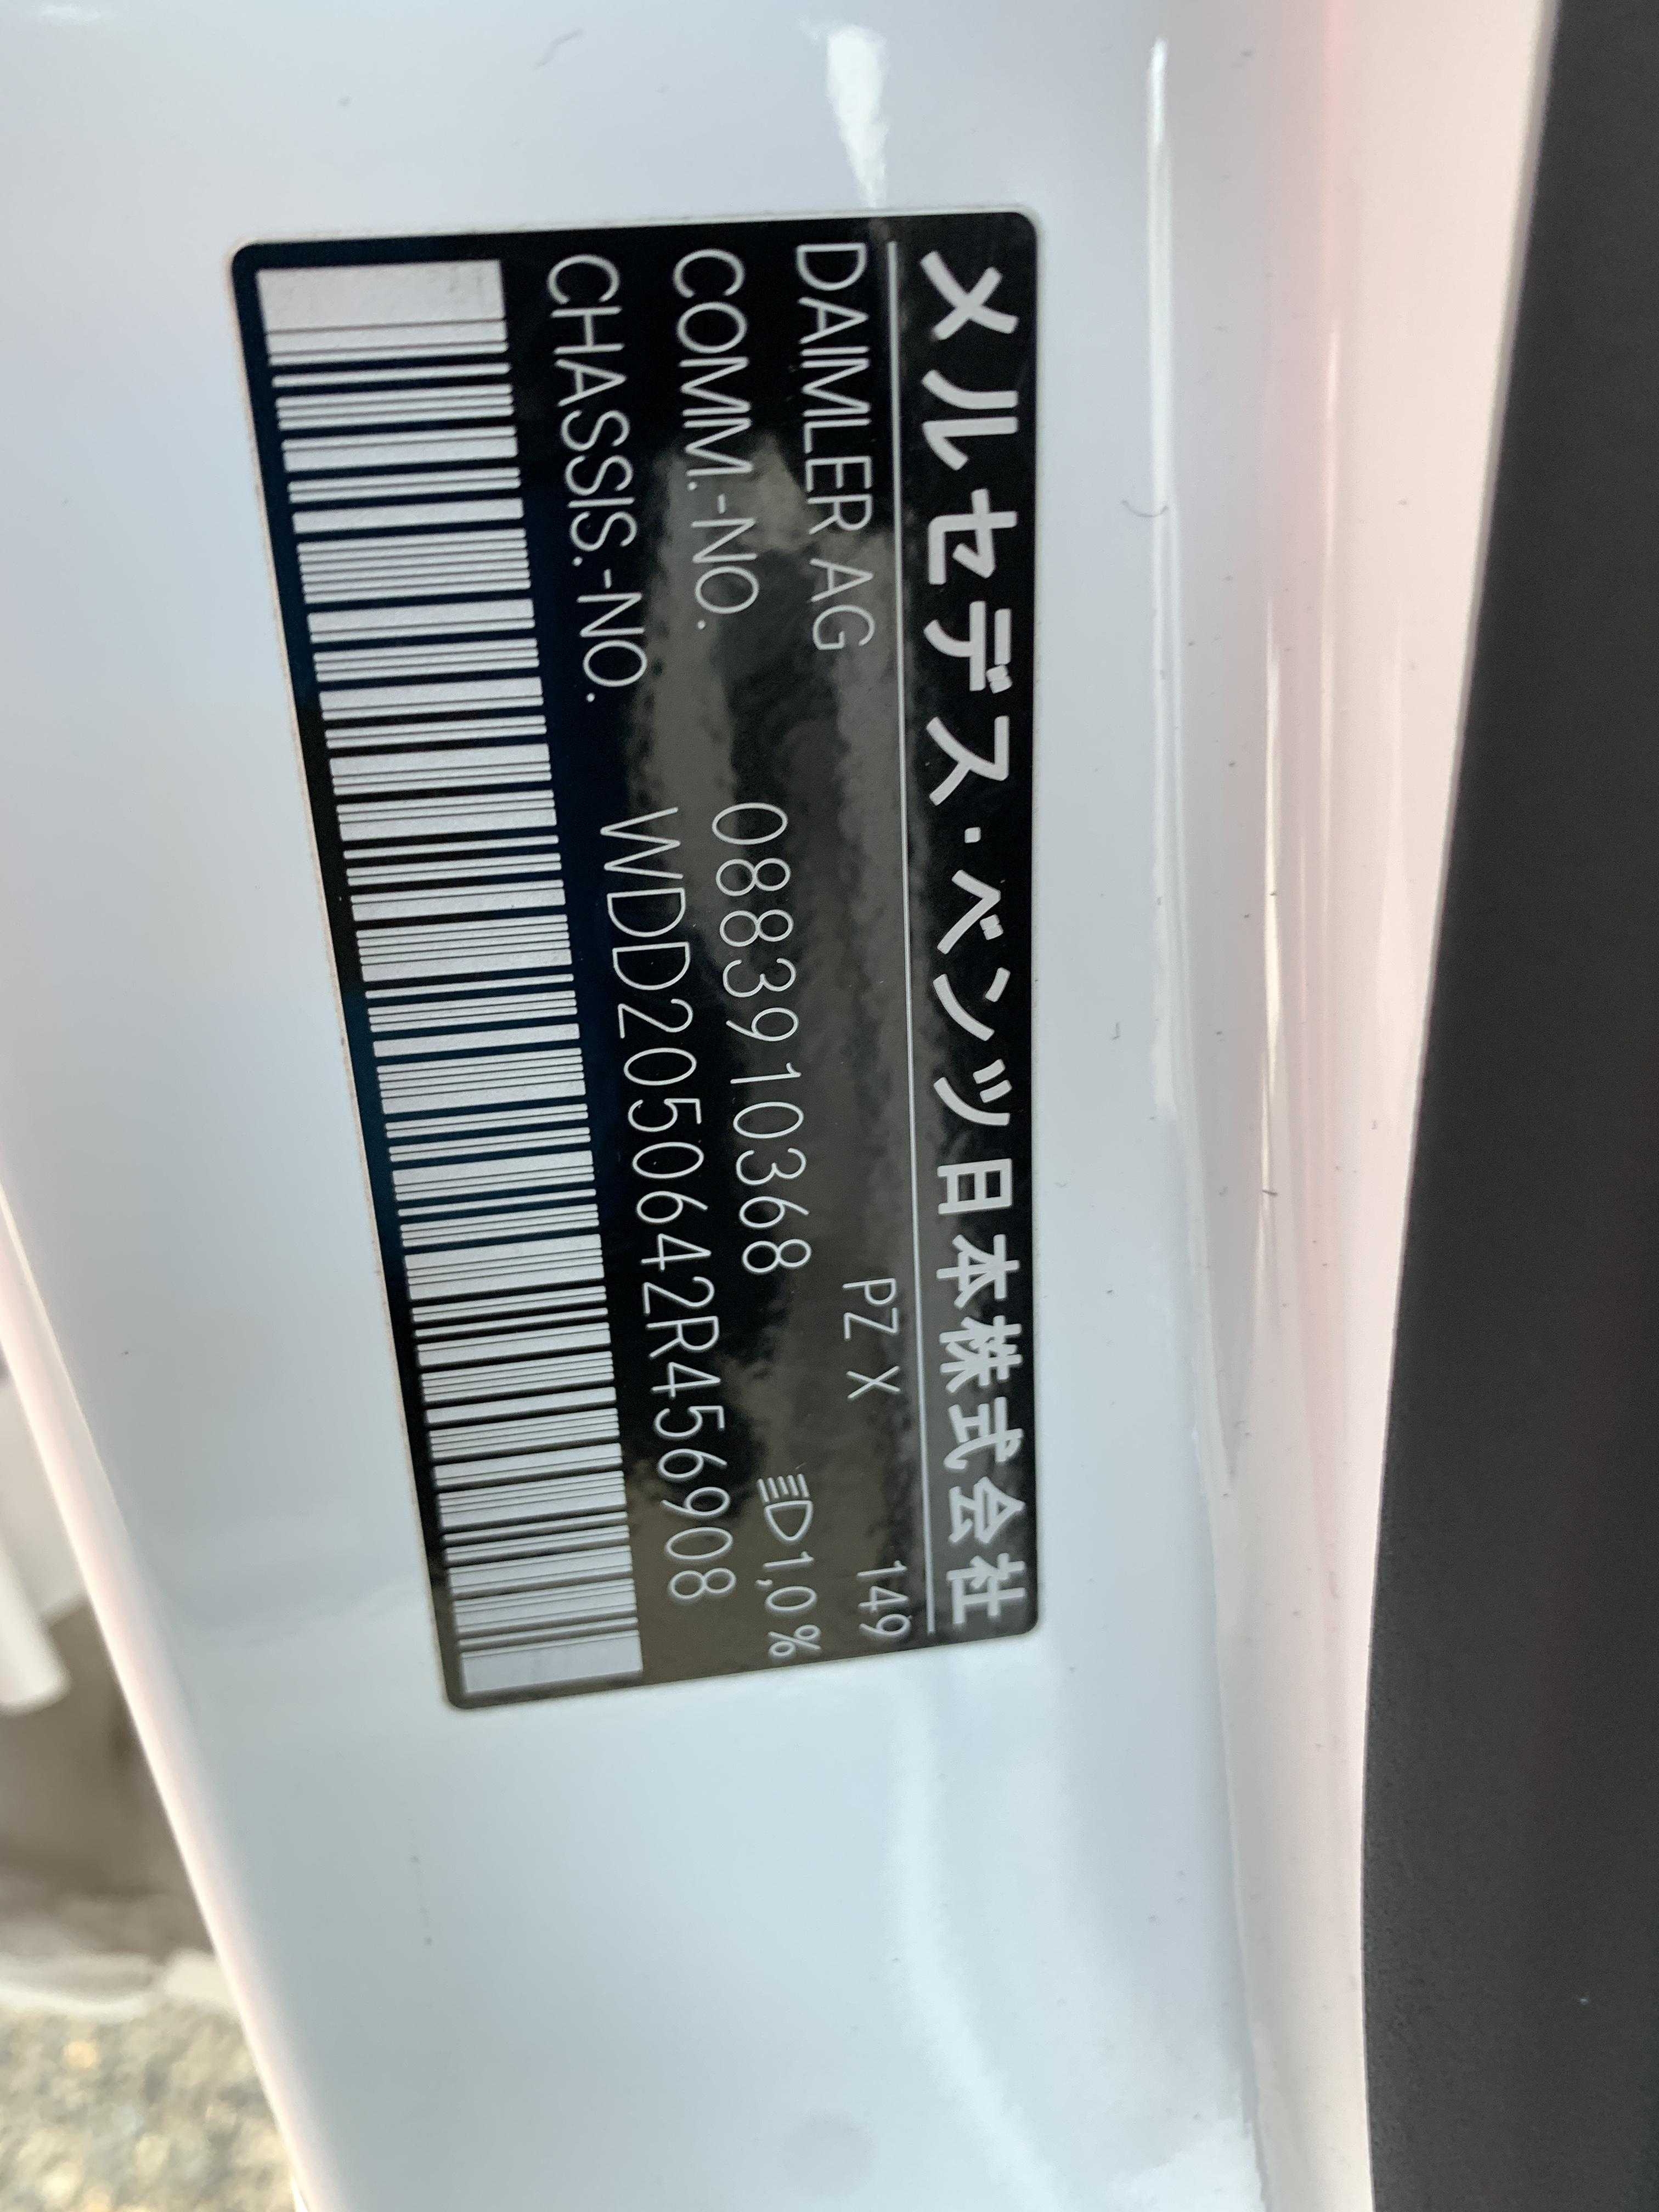 メルセデス・ベンツ日本株式会社
DAIMLER AG PZ X 149
COMM.-NO. 0883910368 1,0%
CHASSIS.-NO. WDD2050642R456908